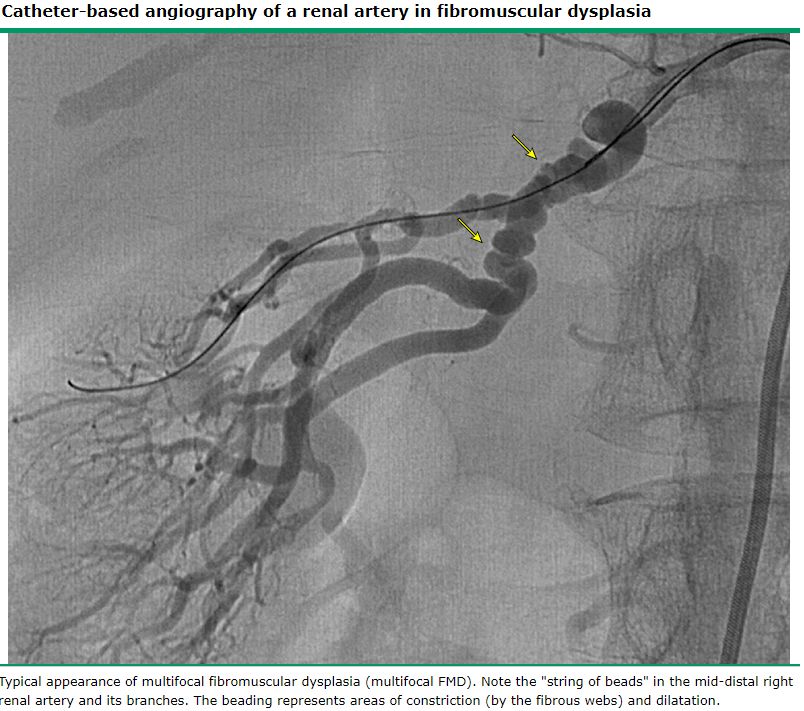 Catheter-based angiography of a renal artery in fibromuscular dysplasia
Typical appearance of multifocal fibromuscular dysplasia (multifocal FMD). Note the "string of beads" in the mid-distal right
renal artery and its branches. The beading represents areas of constriction (by the fibrous webs) and dilatation.